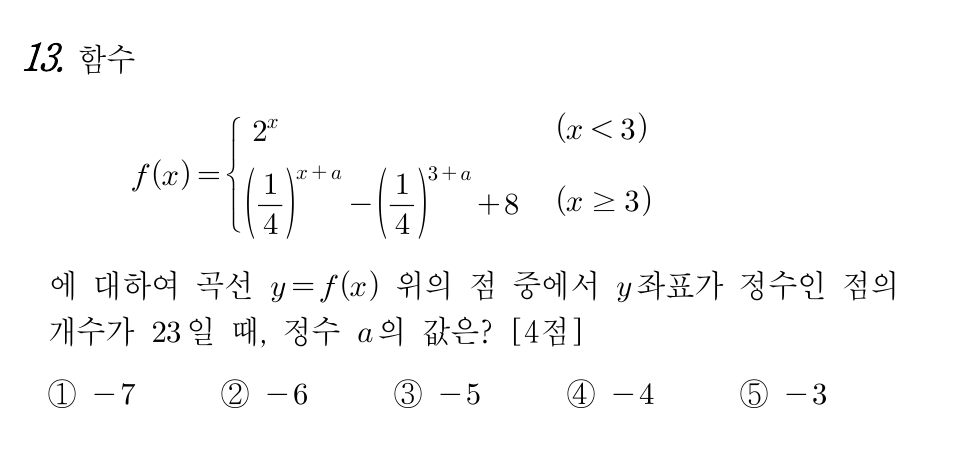 13. 함수
f(x) = { 2^x (x < 3)
(1/4)^{x+a} − (1/4)^{3+a} + 8 (x ≥ 3)
에 대하여 곡선 y = f(x) 위의 점 중에서 y좌표가 정수인 점의
개수가 23일 때, 정수 a의 값은? [4점]
① −7 ② −6 ③ −5 ④ −4 ⑤ −3